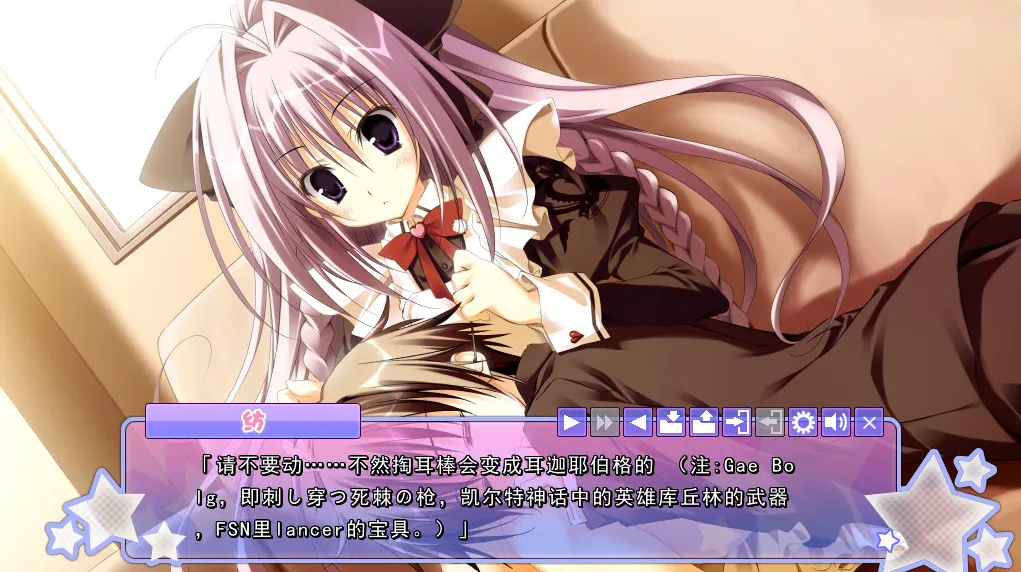 纺
「请不要动……不然掏耳棒会变成耳迦耶伯格的 （注:Gae Bo
lg，即刺し穿つ死棘の枪，凯尔特神话中的英雄库丘林的武器
，FSN里lancer的宝具。）」